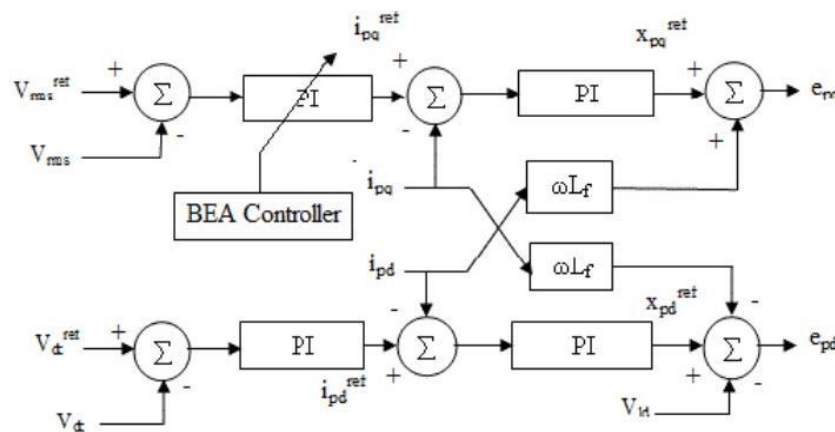 i_pq^ref
x_pq^ref
V_rms^ref
+
Σ
-
PI
+
Σ
-
PI
+
Σ
+
e_pq
V_rms
BEA Controller
i_pq
ωL_f
i_pd
ωL_f
x_pd^ref
V_dc^ref
+
Σ
-
PI
i_pd^ref
-
Σ
+
PI
-
+
Σ
-
e_pd
V_dc